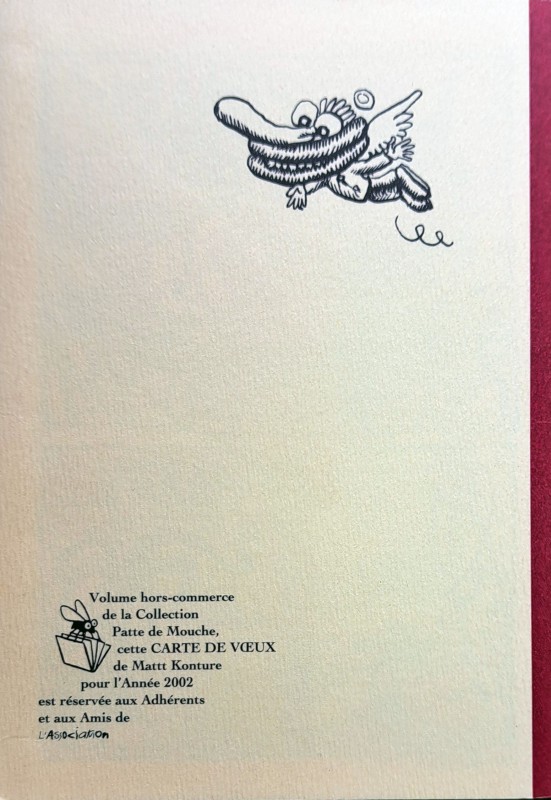 Volume hors-commerce
de la Collection
Patte de Mouche,
cette CARTE DE VŒUX
de Mattt Konture
pour l'Année 2002
est réservée aux Adhérents
et aux Amis de
L'ASSOCIATION